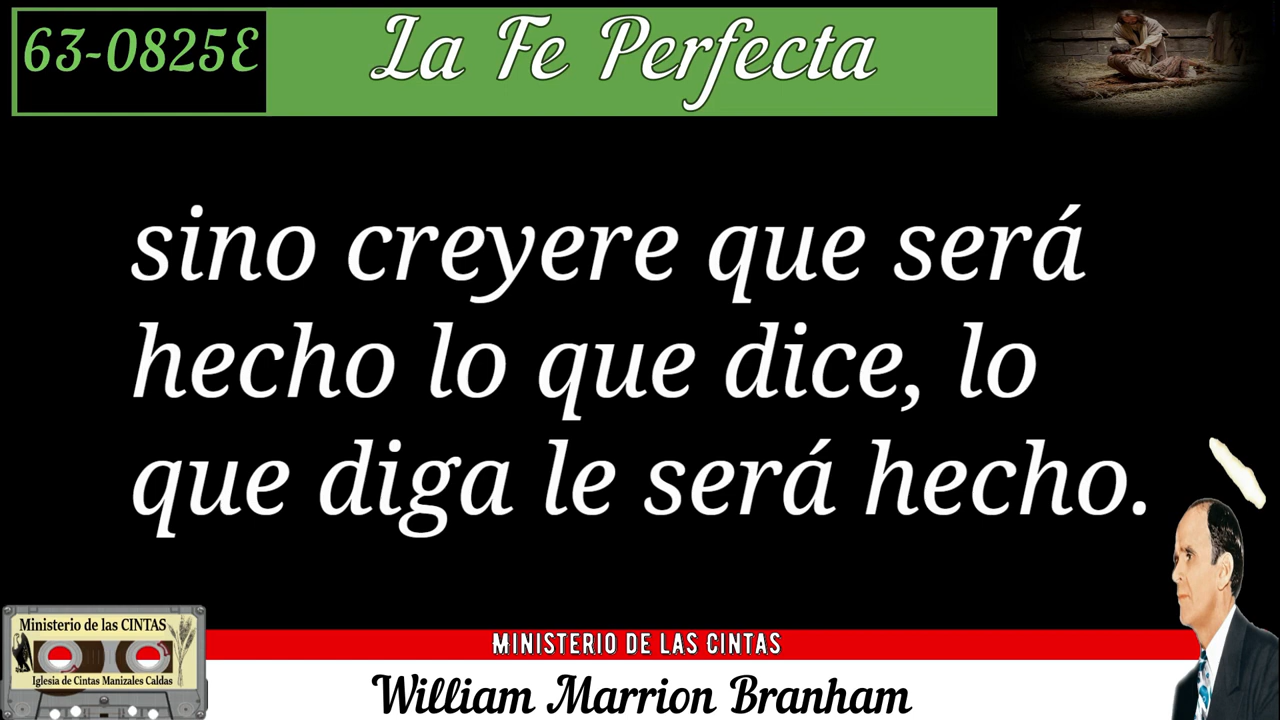 63-0825E
La Fe Perfecta
sino creyere que será
hecho lo que dice, lo
que diga le será hecho.
Ministerio de las CINTAS
Iglesia de Cintas Manizales Caldas
MINISTERIO DE LAS CINTAS
William Marrion Branham